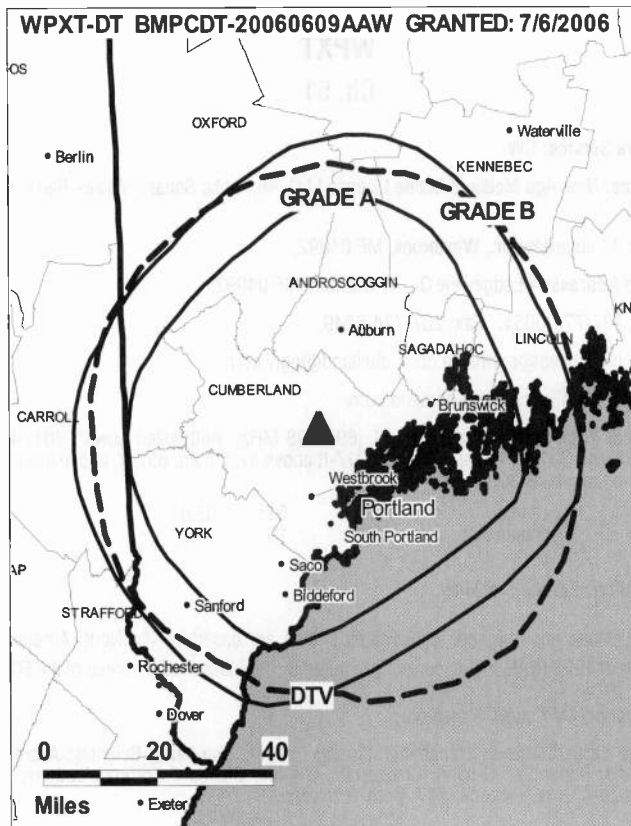 WPXT-DT BMPCDT-20060609AAW GRANTED: 7/6/2006
OXFORD
Waterville
Berlin
KENNEBEC
GRADE A
GRADE B
ANDROSCOGGIN
Auburn
SAGADAHOC
LINCOLN
KN
CUMBERLAND
Brunswick
CARROLL
Westbrook
Portland
YORK
South Portland
Saco
Biddeford
Sanford
STRAFFORD
Rochester
DTV
Dover
0 20 40
Miles
Exeter